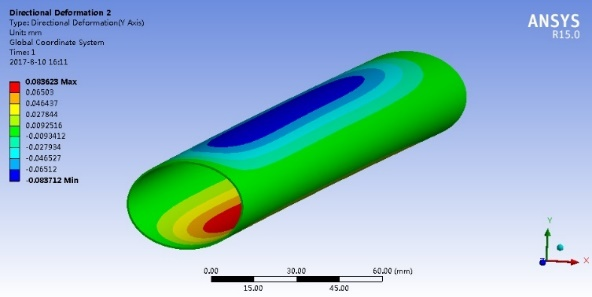 Directional Deformation 2
Type: Directional Deformation(Y Axis)
Unit: mm
Global Coordinate System
Time: 1
2017-8-10 16:11
0.083623 Max
0.06503
0.046437
0.027844
0.0092516
-0.0093412
-0.027934
-0.046527
-0.06512
-0.083712 Min
ANSYS
R15.0
0.00
30.00
60.00 (mm)
15.00
45.00
Y
X
Z